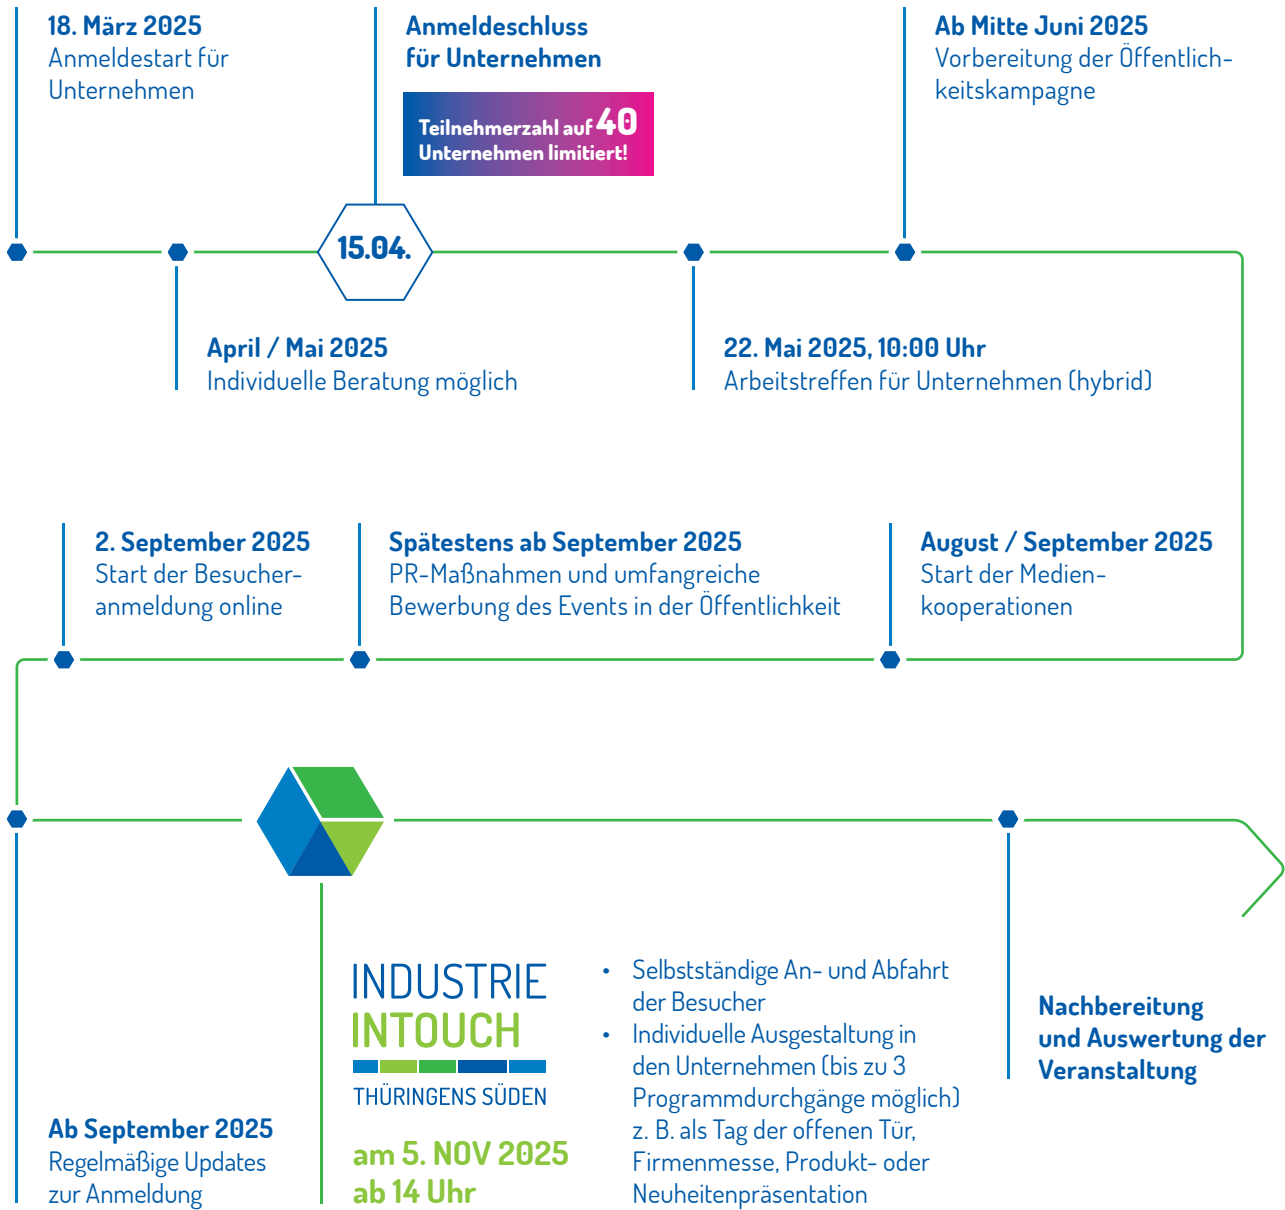 18. März 2025
Anmeldestart für
Unternehmen
Anmeldeschluss
für Unternehmen
Teilnehmerzahl auf 40
Unternehmen limitiert!
Ab Mitte Juni 2025
Vorbereitung der Öffentlich-
keitskampagne
15.04.
April / Mai 2025
Individuelle Beratung möglich
22. Mai 2025, 10:00 Uhr
Arbeitstreffen für Unternehmen (hybrid)
2. September 2025
Start der Besucher-
anmeldung online
Spätestens ab September 2025
PR-Maßnahmen und umfangreiche
Bewerbung des Events in der Öffentlichkeit
August / September 2025
Start der Medien-
kooperationen
Ab September 2025
Regelmäßige Updates
zur Anmeldung
INDUSTRIE
INTOUCH
THÜRINGENS SÜDEN
am 5. NOV 2025
ab 14 Uhr
• Selbstständige An- und Abfahrt
der Besucher
• Individuelle Ausgestaltung in
den Unternehmen (bis zu 3
Programmdurchgänge möglich)
z. B. als Tag der offenen Tür,
Firmenmesse, Produkt- oder
Neuheitenpräsentation
Nachbereitung
und Auswertung der
Veranstaltung